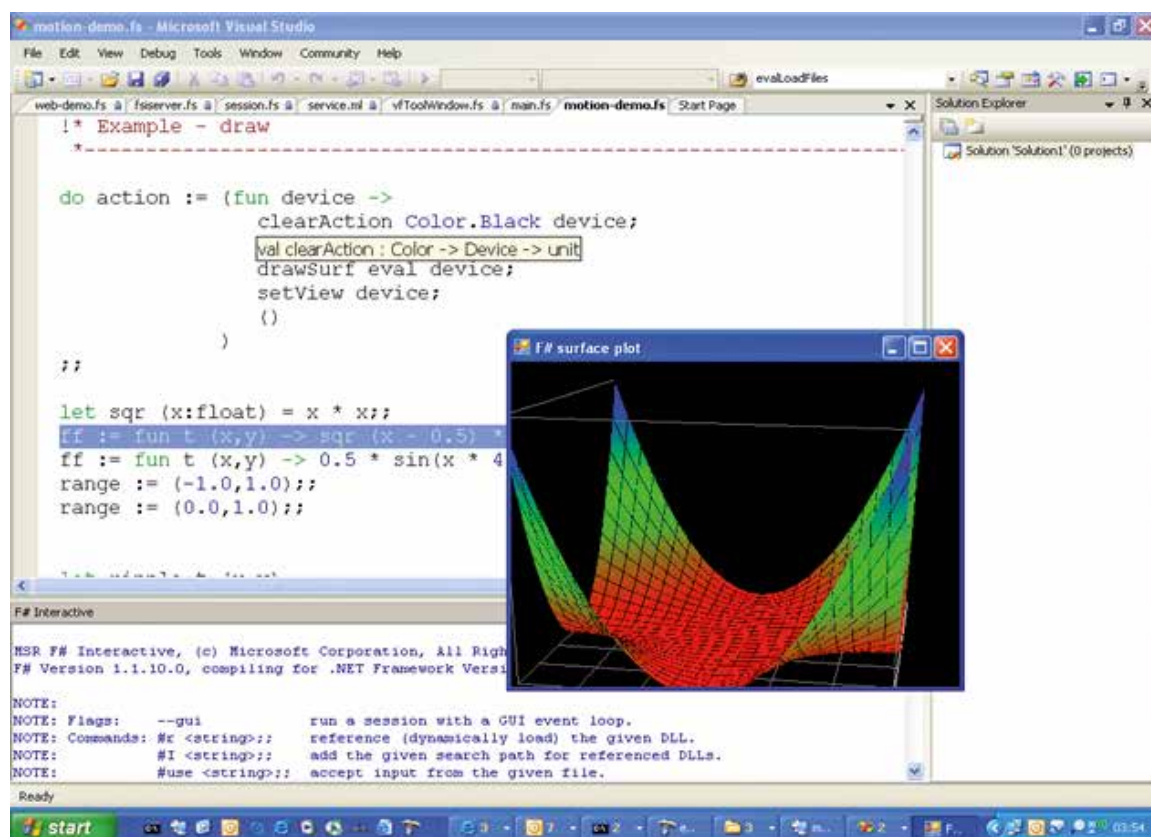 motion-demo.fs - Microsoft Visual Studio
File Edit View Debug Tools Window Community Help
evalLoadFiles
web-demo.fs fsiserver.fs session.fs service.ml vfToolWindow.fs main.fs motion-demo.fs Start Page
Solution Explorer
Solution 'Solution1' (0 projects)
!* Example - draw
*
do action := (fun device ->
clearAction Color.Black device;
val clearAction : Color -> Device -> unit
drawSurf eval device;
setView device;
()
)
;;
let sqr (x:float) = x * x;;
ff := fun t (x,y) -> sqr (x - 0.5) *
ff := fun t (x,y) -> 0.5 * sin(x * 4
range := (-1.0,1.0);;
range := (0.0,1.0);;
F# surface plot
F# Interactive
MSR F# Interactive, (c) Microsoft Corporation, All Righ
F# Version 1.1.10.0, compiling for .NET Framework Versi
NOTE:
NOTE: Flags: --gui run a session with a GUI event loop.
NOTE: Commands: #r <string>;; reference (dynamically load) the given DLL.
NOTE: #I <string>;; add the given search path for referenced DLLs.
NOTE: #use <string>;; accept input from the given file.
Ready
start 03:54